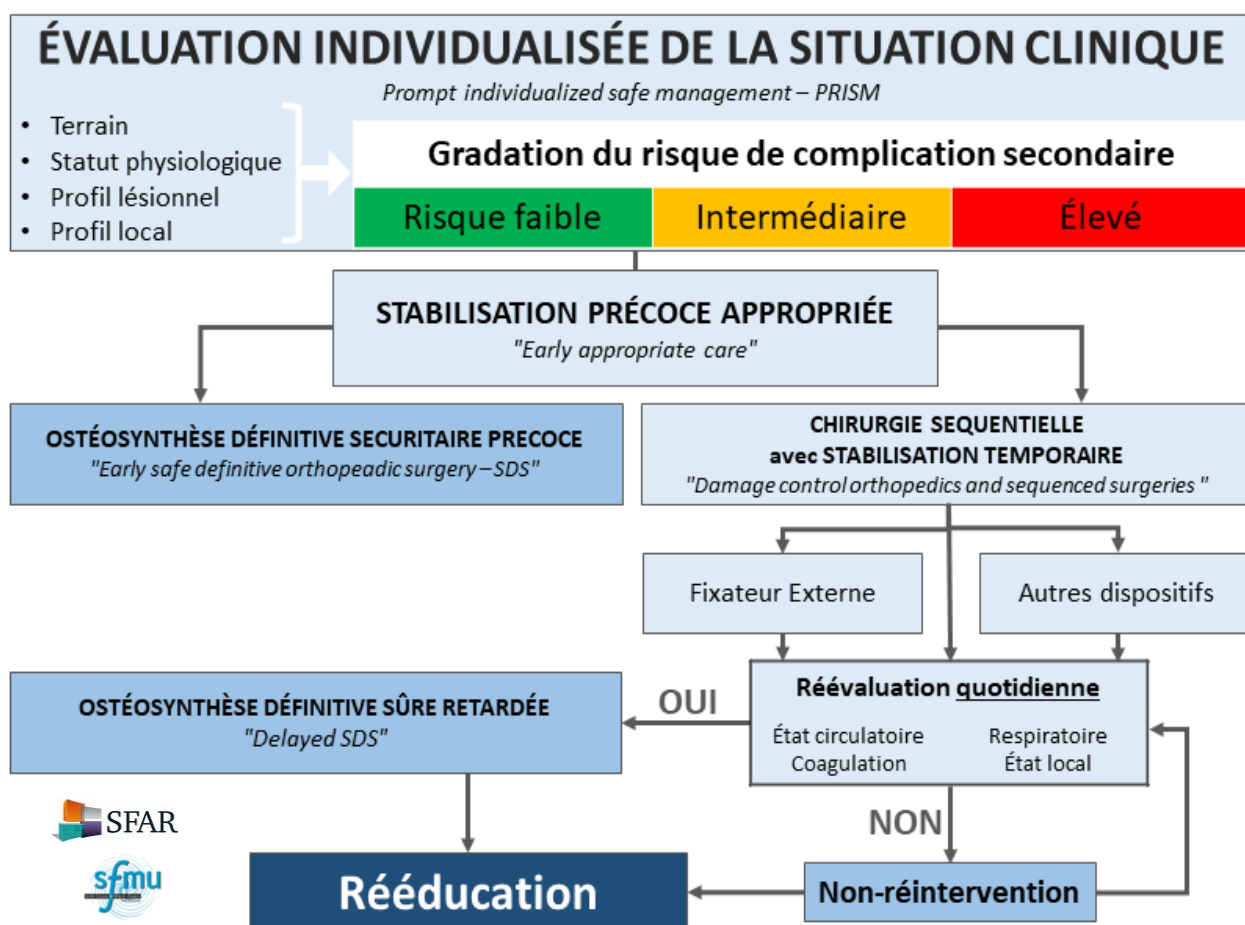 ÉVALUATION INDIVIDUALISÉE DE LA SITUATION CLINIQUE
Prompt individualized safe management – PRISM
• Terrain
• Statut physiologique
• Profil lésionnel
• Profil local
Gradation du risque de complication secondaire
Risque faible
Intermédiaire
Élevé
STABILISATION PRÉCOCE APPROPRIÉE
"Early appropriate care"
OSTÉOSYNTHÈSE DÉFINITIVE SECURITAIRE PRECOCE
"Early safe definitive orthopeadic surgery – SDS"
CHIRURGIE SEQUENTIELLE
avec STABILISATION TEMPORAIRE
"Damage control orthopedics and sequenced surgeries "
Fixateur Externe
Autres dispositifs
OSTÉOSYNTHÈSE DÉFINITIVE SÛRE RETARDÉE
"Delayed SDS"
OUI
Réévaluation quotidienne
État circulatoire
Coagulation
Respiratoire
État local
NON
SFAR
sfmu
Rééducation
Non-réintervention